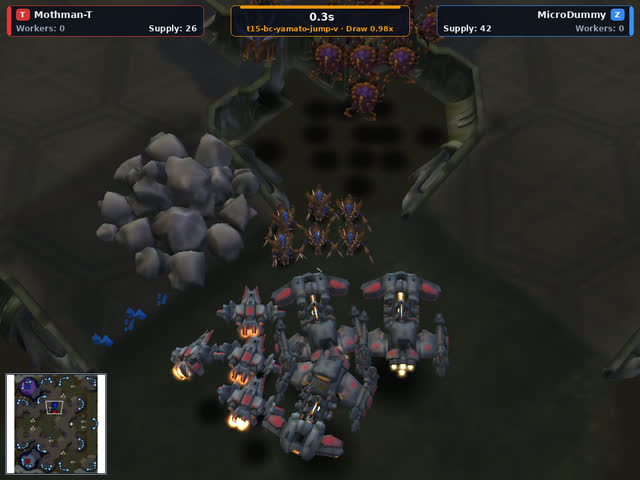 T Mothman-T
Workers: 0 Supply: 26
0.3s
t15-bc-yamato-jump-v · Draw 0.98x
MicroDummy Z
Supply: 42 Workers: 0